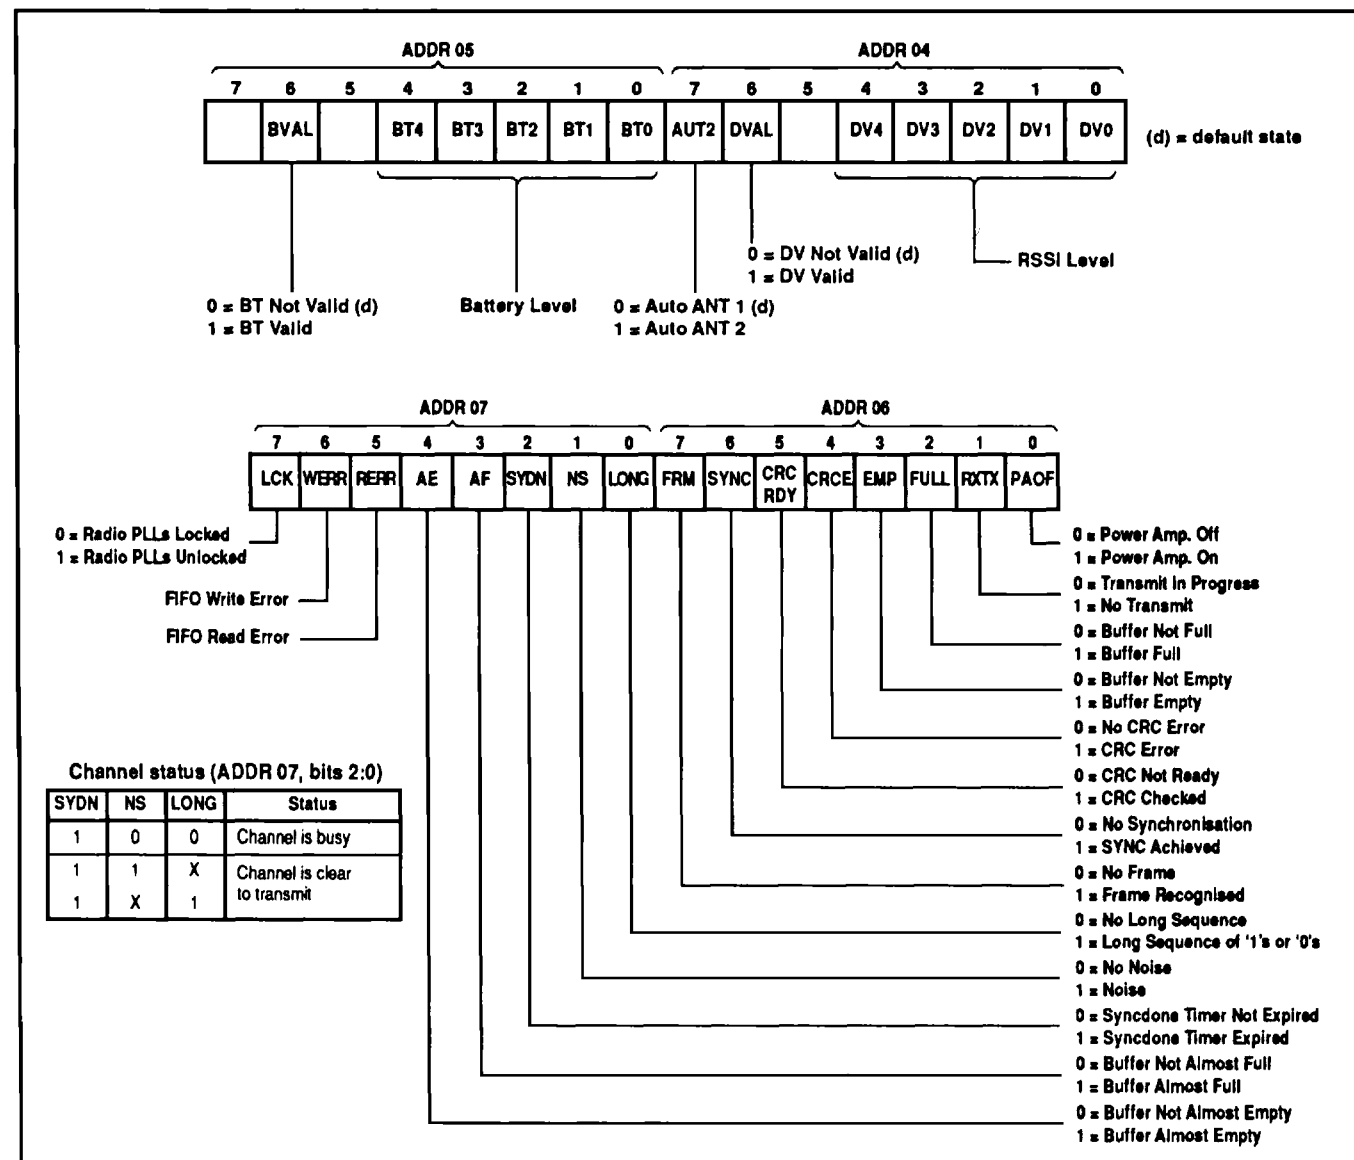 ADDR 05 ADDR 04
7 6 5 4 3 2 1 0 7 6 5 4 3 2 1 0
BVAL BT4 BT3 BT2 BT1 BT0 AUT2 DVAL DV4 DV3 DV2 DV1 DV0
(d) = default state
0 = DV Not Valid (d)
1 = DV Valid
RSSI Level
0 = BT Not Valid (d)
1 = BT Valid
Battery Level
0 = Auto ANT 1 (d)
1 = Auto ANT 2
ADDR 07 ADDR 06
7 6 5 4 3 2 1 0 7 6 5 4 3 2 1 0
LCK WERR RERR AE AF SYDN NS LONG FRM SYNC CRC RDY CRCE EMP FULL RXTX PAOF
0 = Radio PLLs Locked
1 = Radio PLLs Unlocked
FIFO Write Error
FIFO Read Error
0 = Power Amp. Off
1 = Power Amp. On
0 = Transmit In Progress
1 = No Transmit
0 = Buffer Not Full
1 = Buffer Full
0 = Buffer Not Empty
1 = Buffer Empty
0 = No CRC Error
1 = CRC Error
0 = CRC Not Ready
1 = CRC Checked
0 = No Synchronisation
1 = SYNC Achieved
0 = No Frame
1 = Frame Recognised
0 = No Long Sequence
1 = Long Sequence of '1's or '0's
0 = No Noise
1 = Noise
0 = Syncdone Timer Not Expired
1 = Syncdone Timer Expired
0 = Buffer Not Almost Full
1 = Buffer Almost Full
0 = Buffer Not Almost Empty
1 = Buffer Almost Empty
Channel status (ADDR 07, bits 2:0)
SYDN NS LONG Status
1 0 0 Channel is busy
1 1 X Channel is clear
1 X 1 to transmit